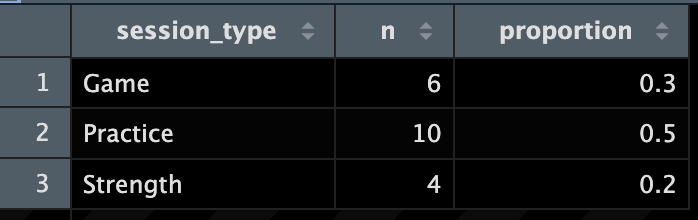 session_type n proportion
1 Game 6 0.3
2 Practice 10 0.5
3 Strength 4 0.2